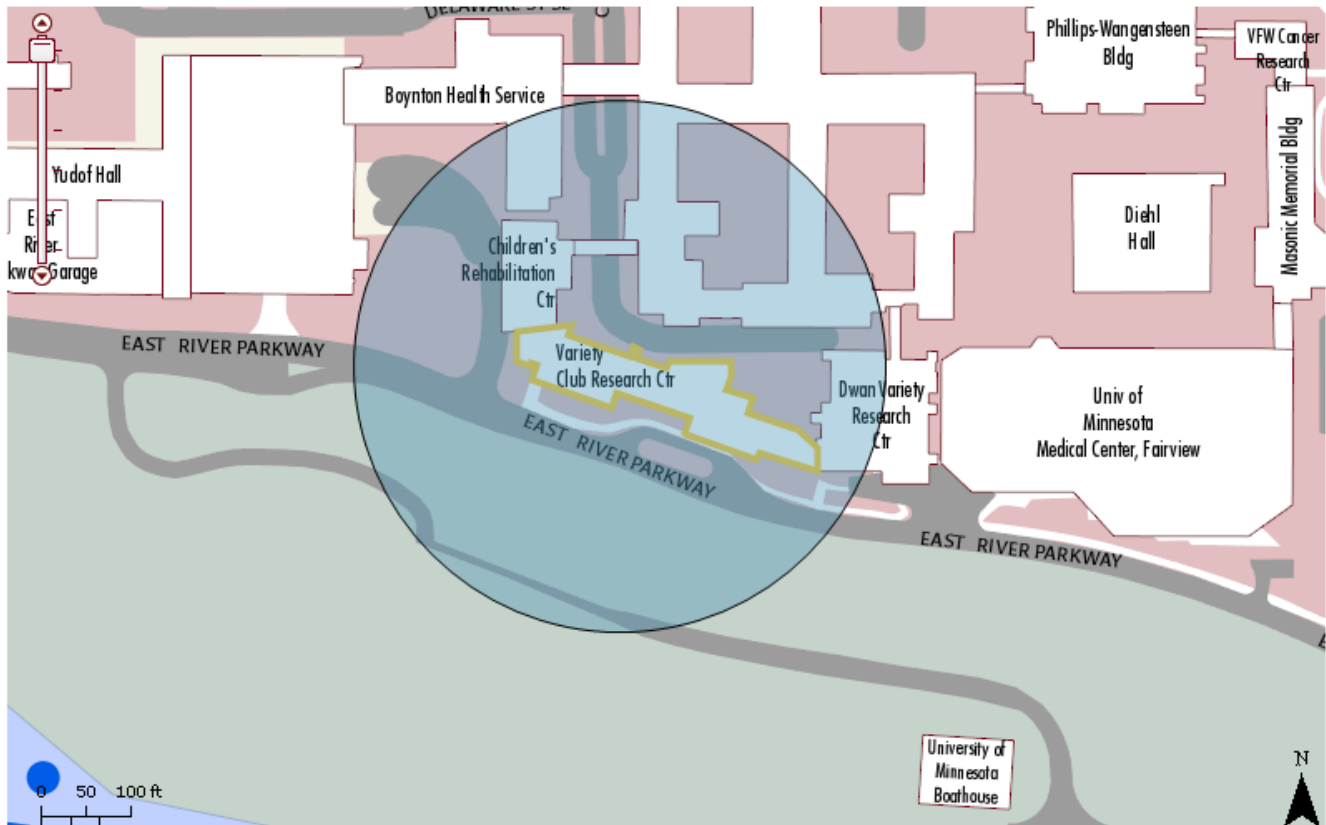 DELAWARE ST SE
Phillips-Wangensteen
Bldg
VFW Cancer
Research
Ctr
Boynton Health Service
Yudof Hall
East
River
kway Garage
Children's
Rehabilitation
Ctr
Diehl
Hall
Masonic Memorial Bldg
EAST RIVER PARKWAY
Variety
Club Research Ctr
EAST RIVER PARKWAY
Dwan Variety
Research
Ctr
Univ of
Minnesota
Medical Center, Fairview
EAST RIVER PARKWAY
University of
Minnesota
Boathouse
N
0 50 100 ft